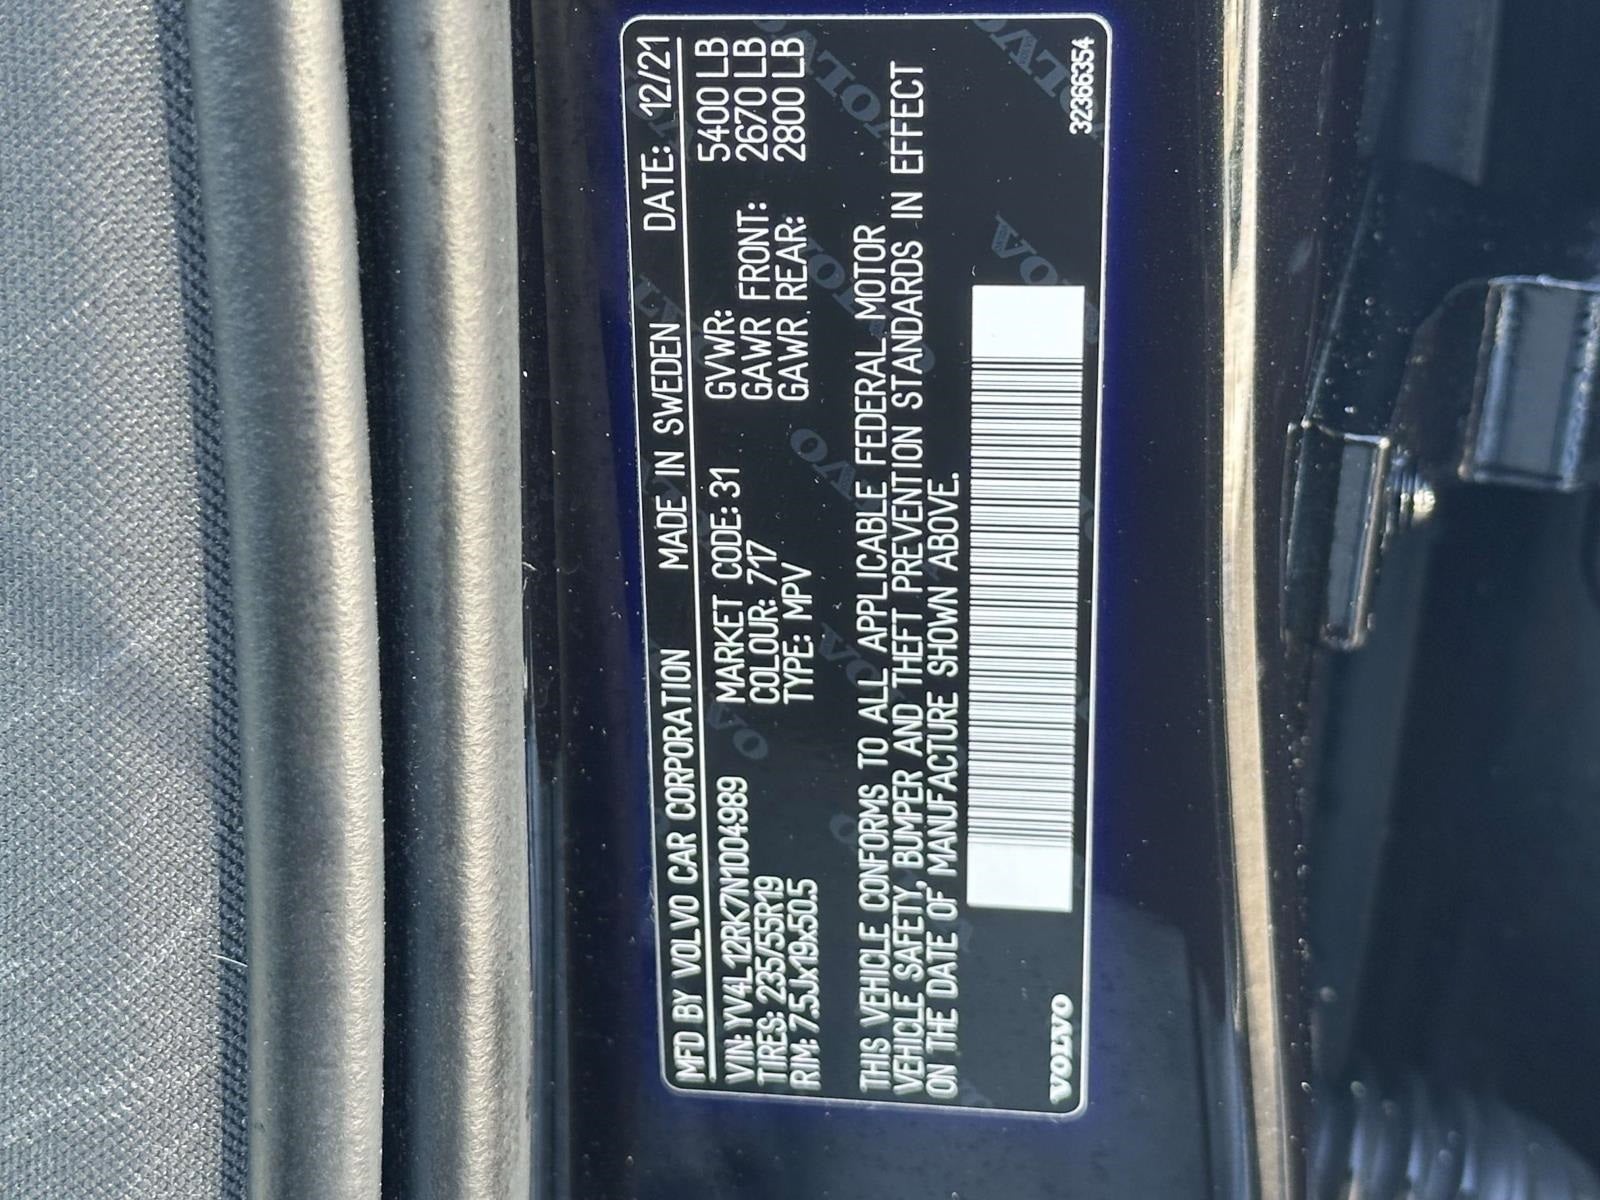 MFD BY VOLVO CAR CORPORATION MADE IN SWEDEN DATE: 12/21
VIN: YV4L12RK7N1004989 MARKET CODE: 31 GVWR: 5400 LB
TIRES: 235/55R19 COLOUR: 717 GAWR FRONT: 2670 LB
RIM: 7.5Jx19x50.5 TYPE: MPV GAWR REAR: 2800 LB
THIS VEHICLE CONFORMS TO ALL APPLICABLE FEDERAL MOTOR
VEHICLE SAFETY, BUMPER AND THEFT PREVENTION STANDARDS IN EFFECT
ON THE DATE OF MANUFACTURE SHOWN ABOVE.
VOLVO 32366354